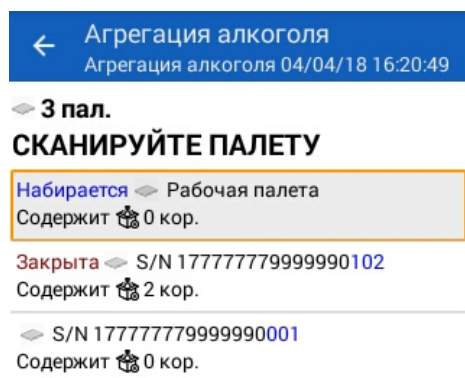 Агрегация алкоголя
Агрегация алкоголя 04/04/18 16:20:49
3 пал.
СКАНИРУЙТЕ ПАЛЕТУ
Набирается Рабочая палета
Содержит 0 кор.
Закрыта S/N 177777779999990102
Содержит 2 кор.
S/N 177777779999990001
Содержит 0 кор.